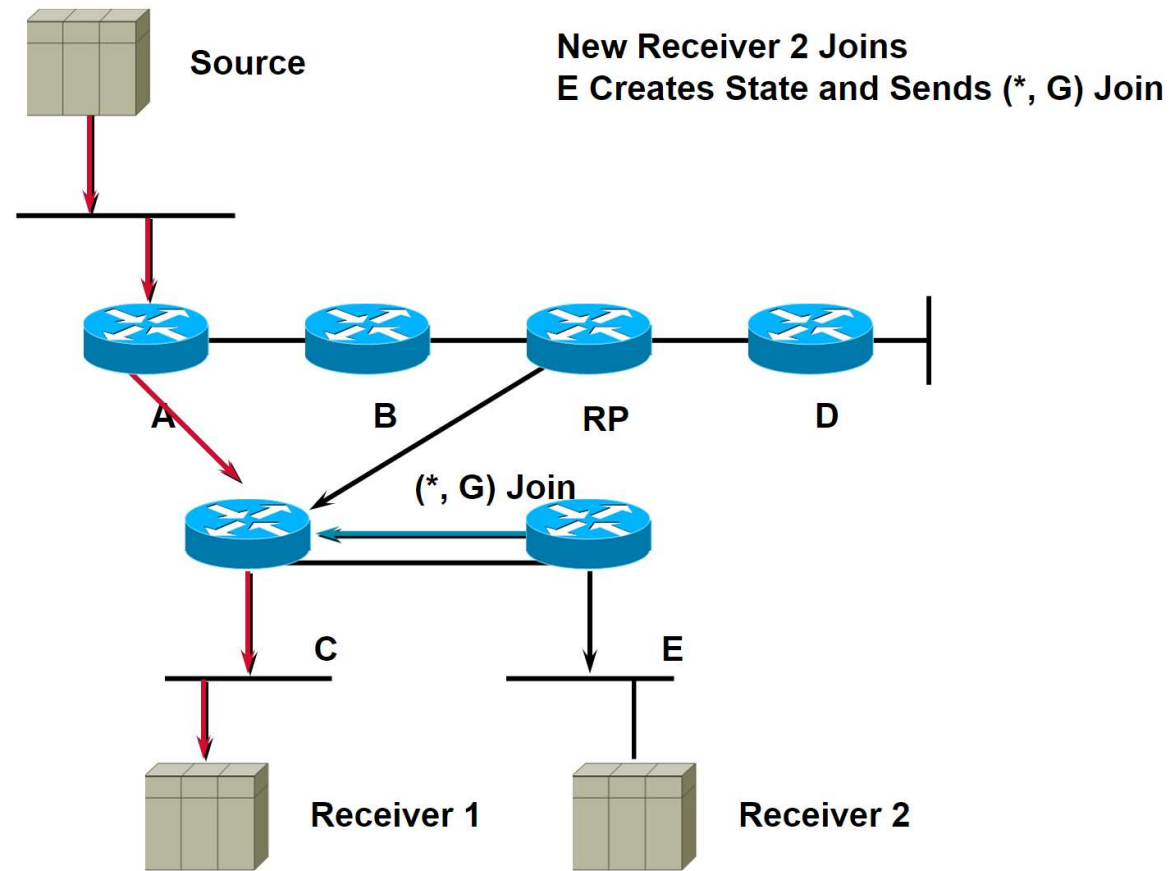 Source
New Receiver 2 Joins
E Creates State and Sends (*, G) Join
A
B
RP
D
(*, G) Join
C
E
Receiver 1
Receiver 2